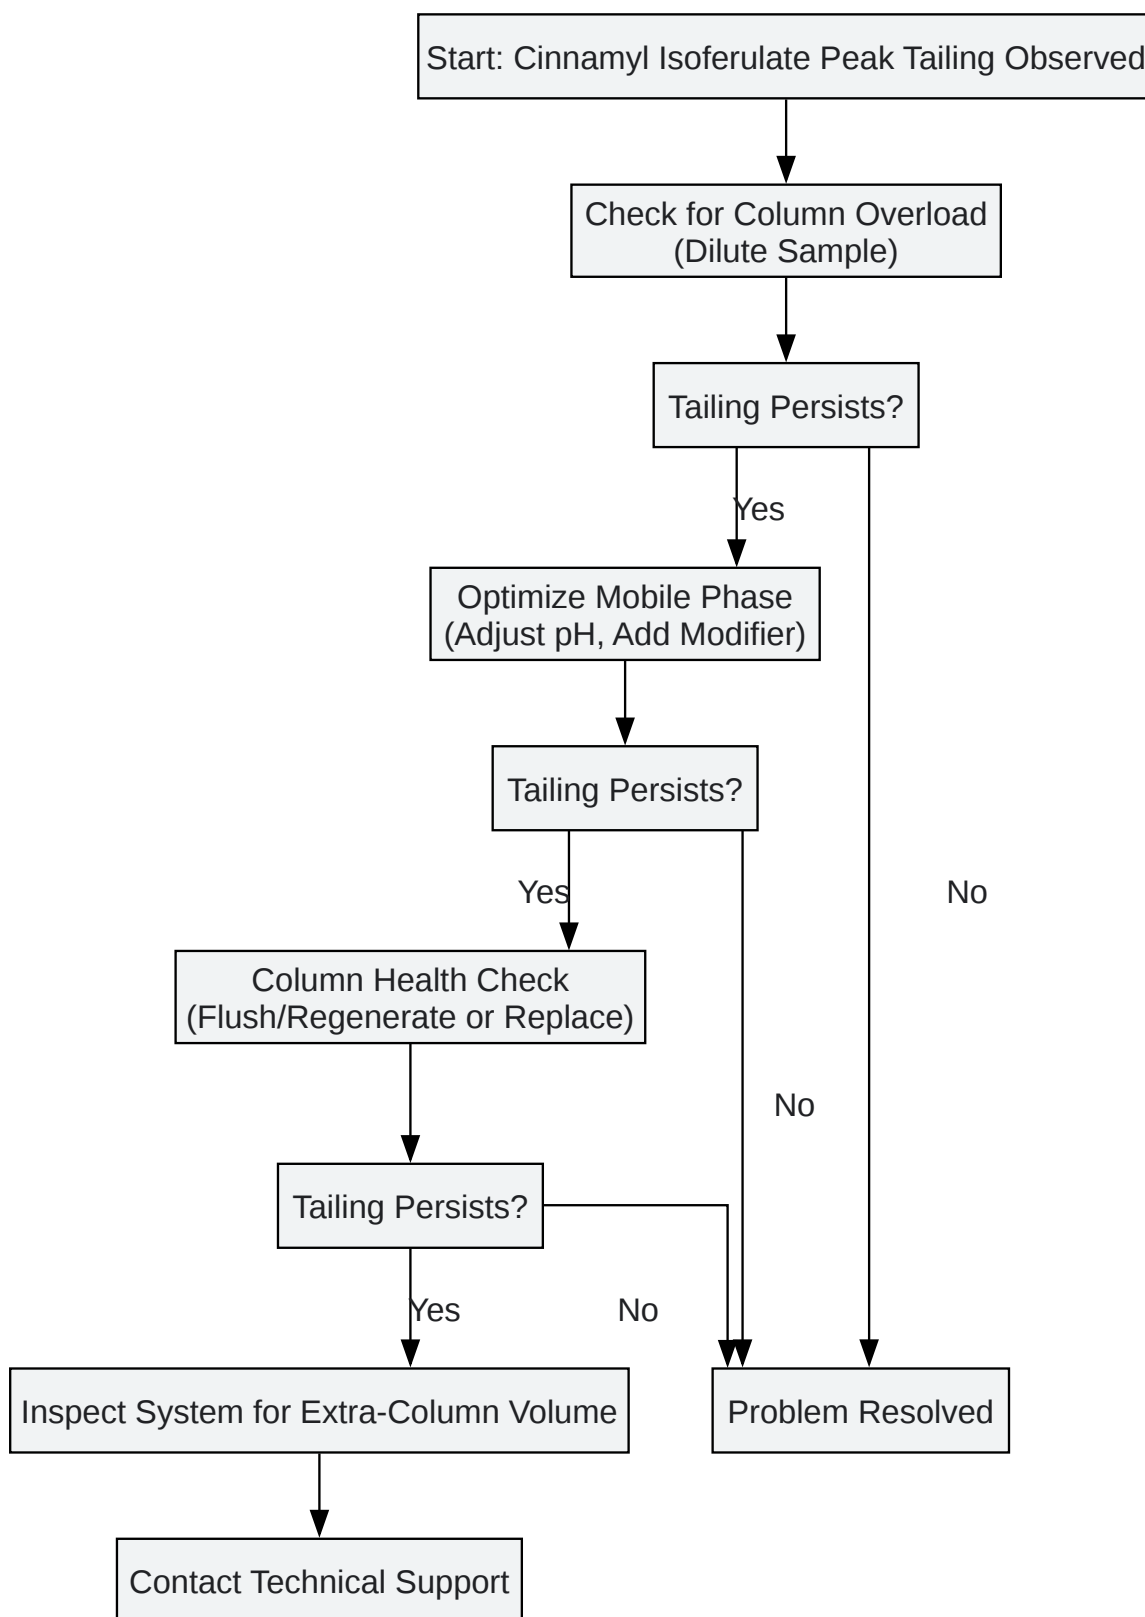 Start: Cinnamyl Isoferulate Peak Tailing Observed
Check for Column Overload
(Dilute Sample)
Tailing Persists?
Yes
Optimize Mobile Phase
(Adjust pH, Add Modifier)
Tailing Persists?
Yes
No
Column Health Check
(Flush/Regenerate or Replace)
No
Tailing Persists?
Yes
No
Inspect System for Extra-Column Volume
Problem Resolved
Contact Technical Support